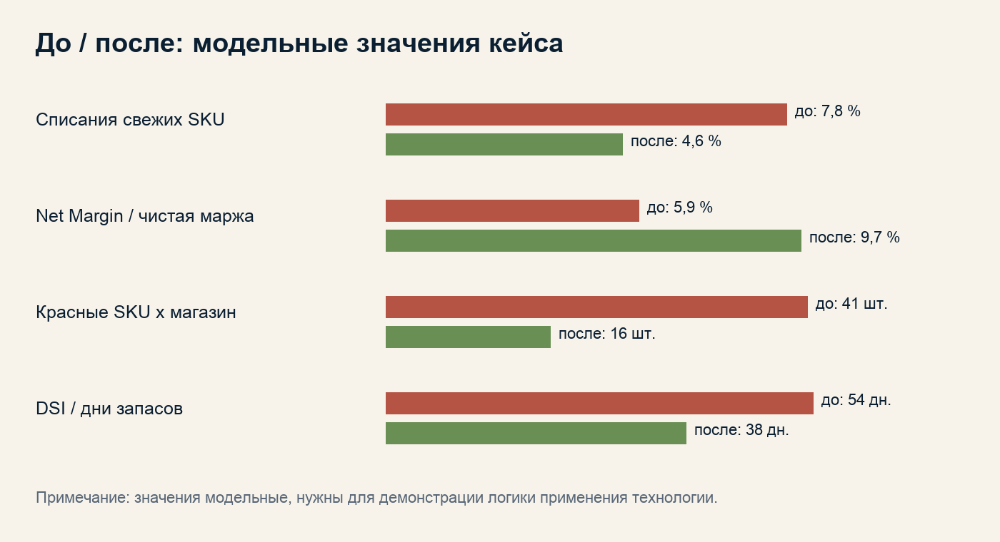 До / после: модельные значения кейса
Списания свежих SKU
до: 7,8 %
после: 4,6 %
Net Margin / чистая маржа
до: 5,9 %
после: 9,7 %
Красные SKU x магазин
до: 41 шт.
после: 16 шт.
DSI / дни запасов
до: 54 дн.
после: 38 дн.
Примечание: значения модельные, нужны для демонстрации логики применения технологии.